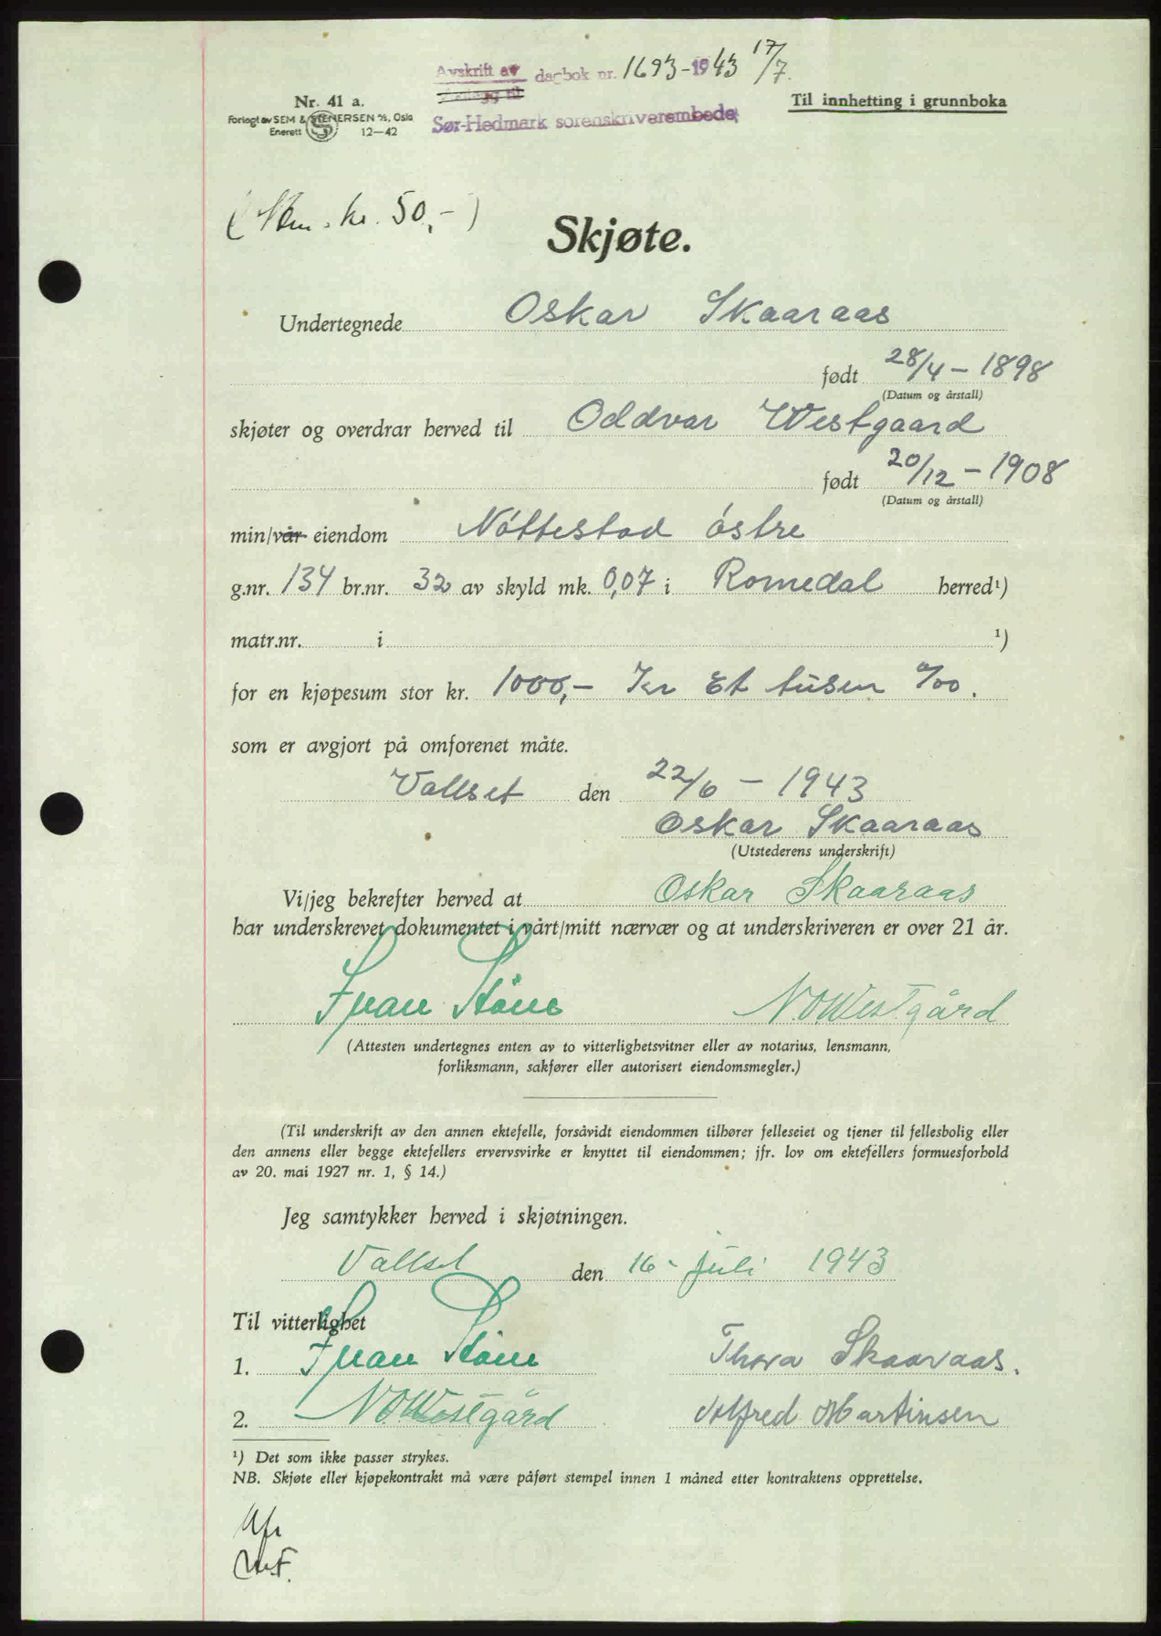 Avskrift av dagbok nr. 1693-1943 17/7.
Nr. 41 a.
Til innhefting i grunnboka
Forlagt av SEM & STENERSEN A/S, Oslo
Enerett 12-42
Sør-Hedmark sorenskriverembede
kr. 50,-)
Skjøte.
Undertegnede Oskar Skaaraas
født 28/4 - 1898
(Datum og årstall)
skjøter og overdrar herved til Oddvar Westgaard
født 20/12 - 1908
(Datum og årstall)
min/vår eiendom Nóttestad óstre
g.nr. 134 br.nr. 32 av skyld mk. 0,07 i Romedal herred¹)
matr.nr. i ¹)
for en kjøpesum stor kr. 1000,- Kr Et tusen 0/00.
som er avgjort på omforenet måte.
Vallset den 22/6 - 1943
Oskar Skaaraas
(Utstederens underskrift)
Vi/jeg bekrefter herved at Oskar Skaaraas
har underskrevet dokumentet i vårt/mitt nærvær og at underskriveren er over 21 år.
N.O.Westgård
(Attesten undertegnes enten av to vitterlighetsvitner eller av notarius, lensmann,
forliksmann, sakfører eller autorisert eiendomsmegler.)
(Til underskrift av den annen ektefelle, forsåvidt eiendommen tilhører felleseiet og tjener til fellesbolig eller
den annens eller begge ektefellers ervervsvirke er knyttet til eiendommen; jfr. lov om ektefellers formuesforhold
av 20. mai 1927 nr. 1, § 14.)
Jeg samtykker herved i skjøtningen.
Vallset den 16- juli 1943
Til vitterlighet
1. Thora Skaaraas.
2. N.O.Westgård Alfred Martinsen
¹) Det som ikke passer strykes.
NB. Skjøte eller kjøpekontrakt må være påført stempel innen 1 måned etter kontraktens opprettelse.